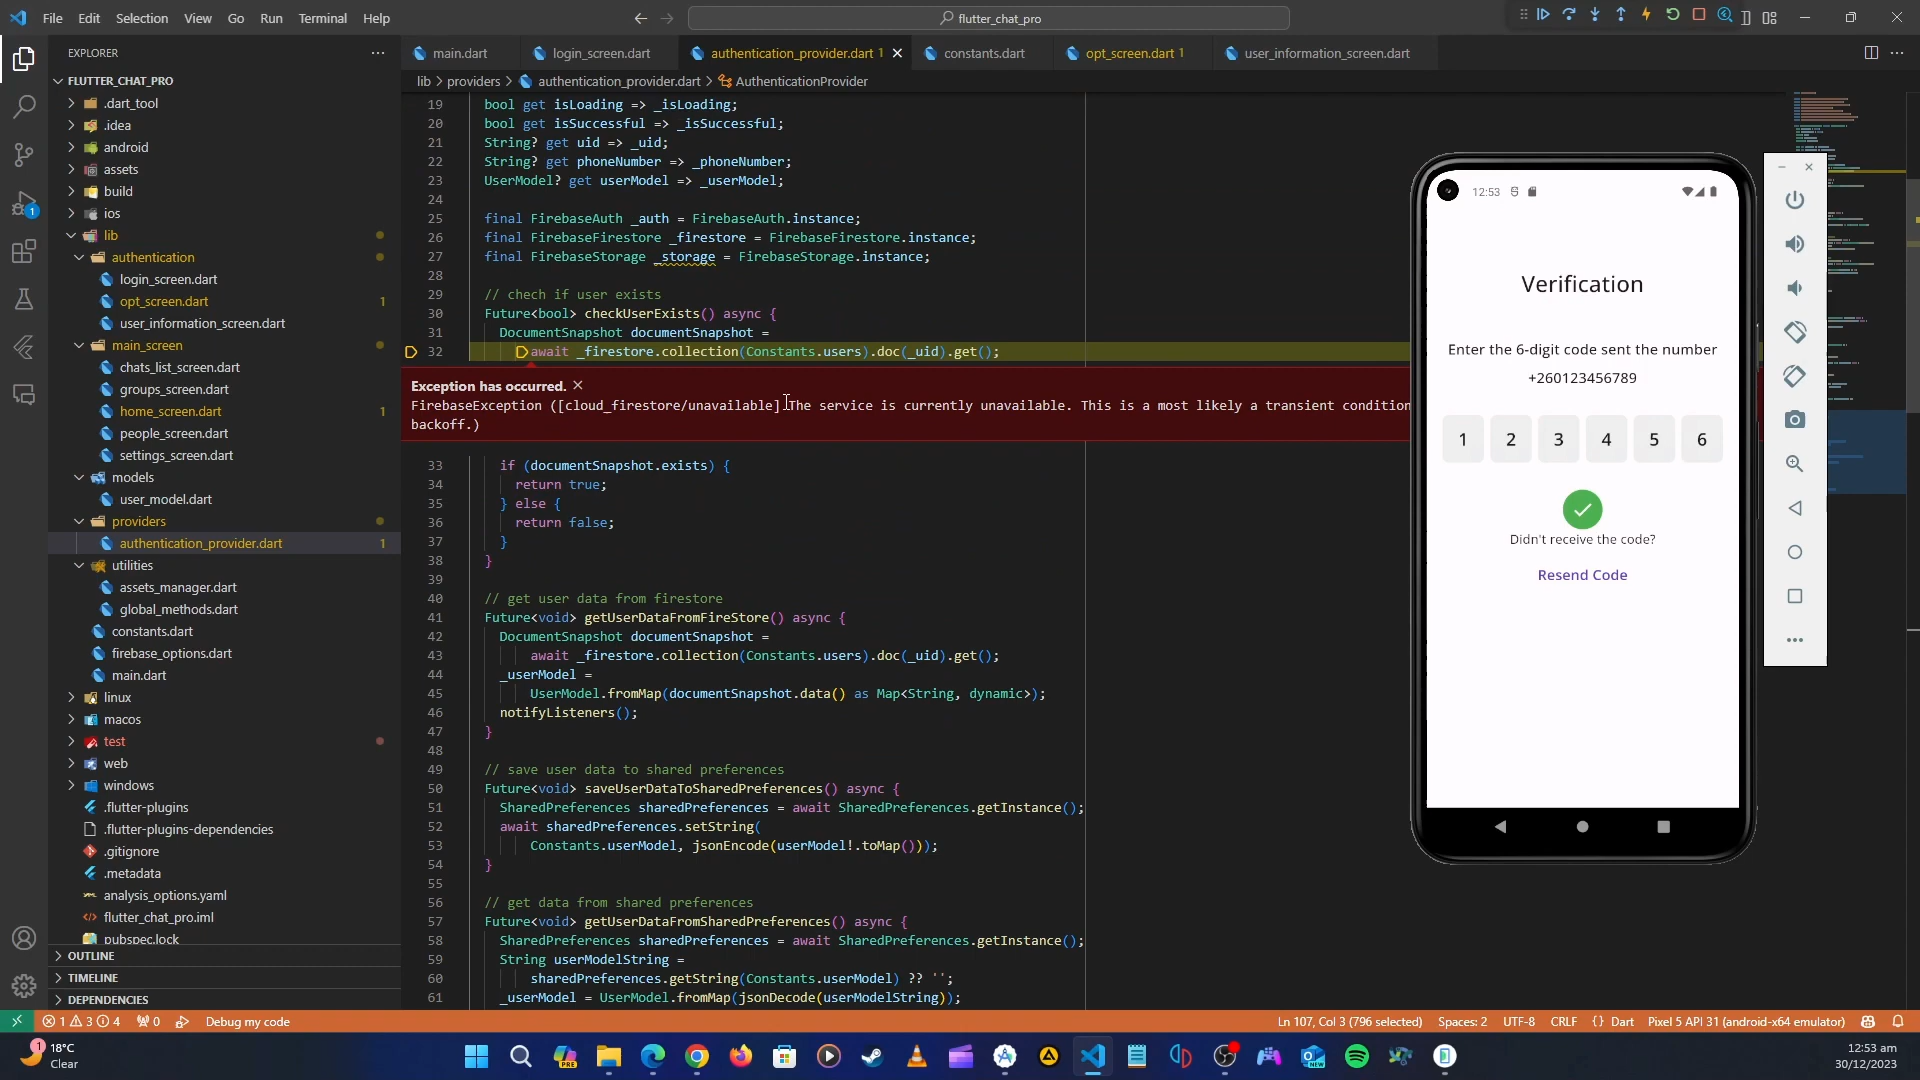 File Edit Selection View Go Run Terminal Help
flutter_chat_pro
EXPLORER
FLUTTER_CHAT_PRO
.dart_tool
.idea
android
assets
build
ios
lib
authentication
login_screen.dart
opt_screen.dart 1
user_information_screen.dart
main_screen
chats_list_screen.dart
groups_screen.dart
home_screen.dart 1
people_screen.dart
settings_screen.dart
models
user_model.dart
providers
authentication_provider.dart 1
utilities
assets_manager.dart
global_methods.dart
constants.dart
firebase_options.dart
main.dart
linux
macos
test
web
windows
.flutter-plugins
.flutter-plugins-dependencies
.gitignore
.metadata
analysis_options.yaml
flutter_chat_pro.iml
pubspec.lock
OUTLINE
TIMELINE
DEPENDENCIES
1
main.dart login_screen.dart authentication_provider.dart 1 constants.dart opt_screen.dart 1 user_information_screen.dart
lib > providers > authentication_provider.dart > AuthenticationProvider
19 bool get isLoading => _isLoading;
20 bool get isSuccessful => _isSuccessful;
21 String? get uid => _uid;
22 String? get phoneNumber => _phoneNumber;
23 UserModel? get userModel => _userModel;
24
25 final FirebaseAuth _auth = FirebaseAuth.instance;
26 final FirebaseFirestore _firestore = FirebaseFirestore.instance;
27 final FirebaseStorage _storage = FirebaseStorage.instance;
28
29 // chech if user exists
30 Future<bool> checkUserExists() async {
31 DocumentSnapshot documentSnapshot =
32 await _firestore.collection(Constants.users).doc(_uid).get();
Exception has occurred.
FirebaseException ([cloud_firestore/unavailable] The service is currently unavailable. This is a most likely a transient condition
backoff.)
33 if (documentSnapshot.exists) {
34 return true;
35 } else {
36 return false;
37 }
38 }
39
40 // get user data from firestore
41 Future<void> getUserDataFromFireStore() async {
42 DocumentSnapshot documentSnapshot =
43 await _firestore.collection(Constants.users).doc(_uid).get();
44 _userModel =
45 UserModel.fromMap(documentSnapshot.data() as Map<String, dynamic>);
46 notifyListeners();
47 }
48
49 // save user data to shared preferences
50 Future<void> saveUserDataToSharedPreferences() async {
51 SharedPreferences sharedPreferences = await SharedPreferences.getInstance();
52 await sharedPreferences.setString(
53 Constants.userModel, jsonEncode(userModel!.toMap()));
54 }
55
56 // get data from shared preferences
57 Future<void> getUserDataFromSharedPreferences() async {
58 SharedPreferences sharedPreferences = await SharedPreferences.getInstance();
59 String userModelString =
60 sharedPreferences.getString(Constants.userModel) ?? '';
61 _userModel = UserModel.fromMap(jsonDecode(userModelString));
12:53
Verification
Enter the 6-digit code sent the number
+260123456789
1 2 3 4 5 6
Didn't receive the code?
Resend Code
1 3 4 0 Debug my code Ln 107, Col 3 (796 selected) Spaces: 2 UTF-8 CRLF {} Dart Pixel 5 API 31 (android-x64 emulator)
1 18°C
Clear
PRE
NEW
12:53 am
30/12/2023